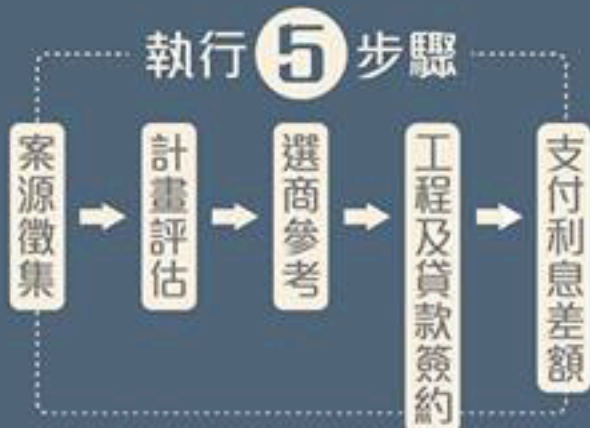 執行5步驟
案源徵集
計畫評估
選商參考
工程及貸款簽約
支付利息差額